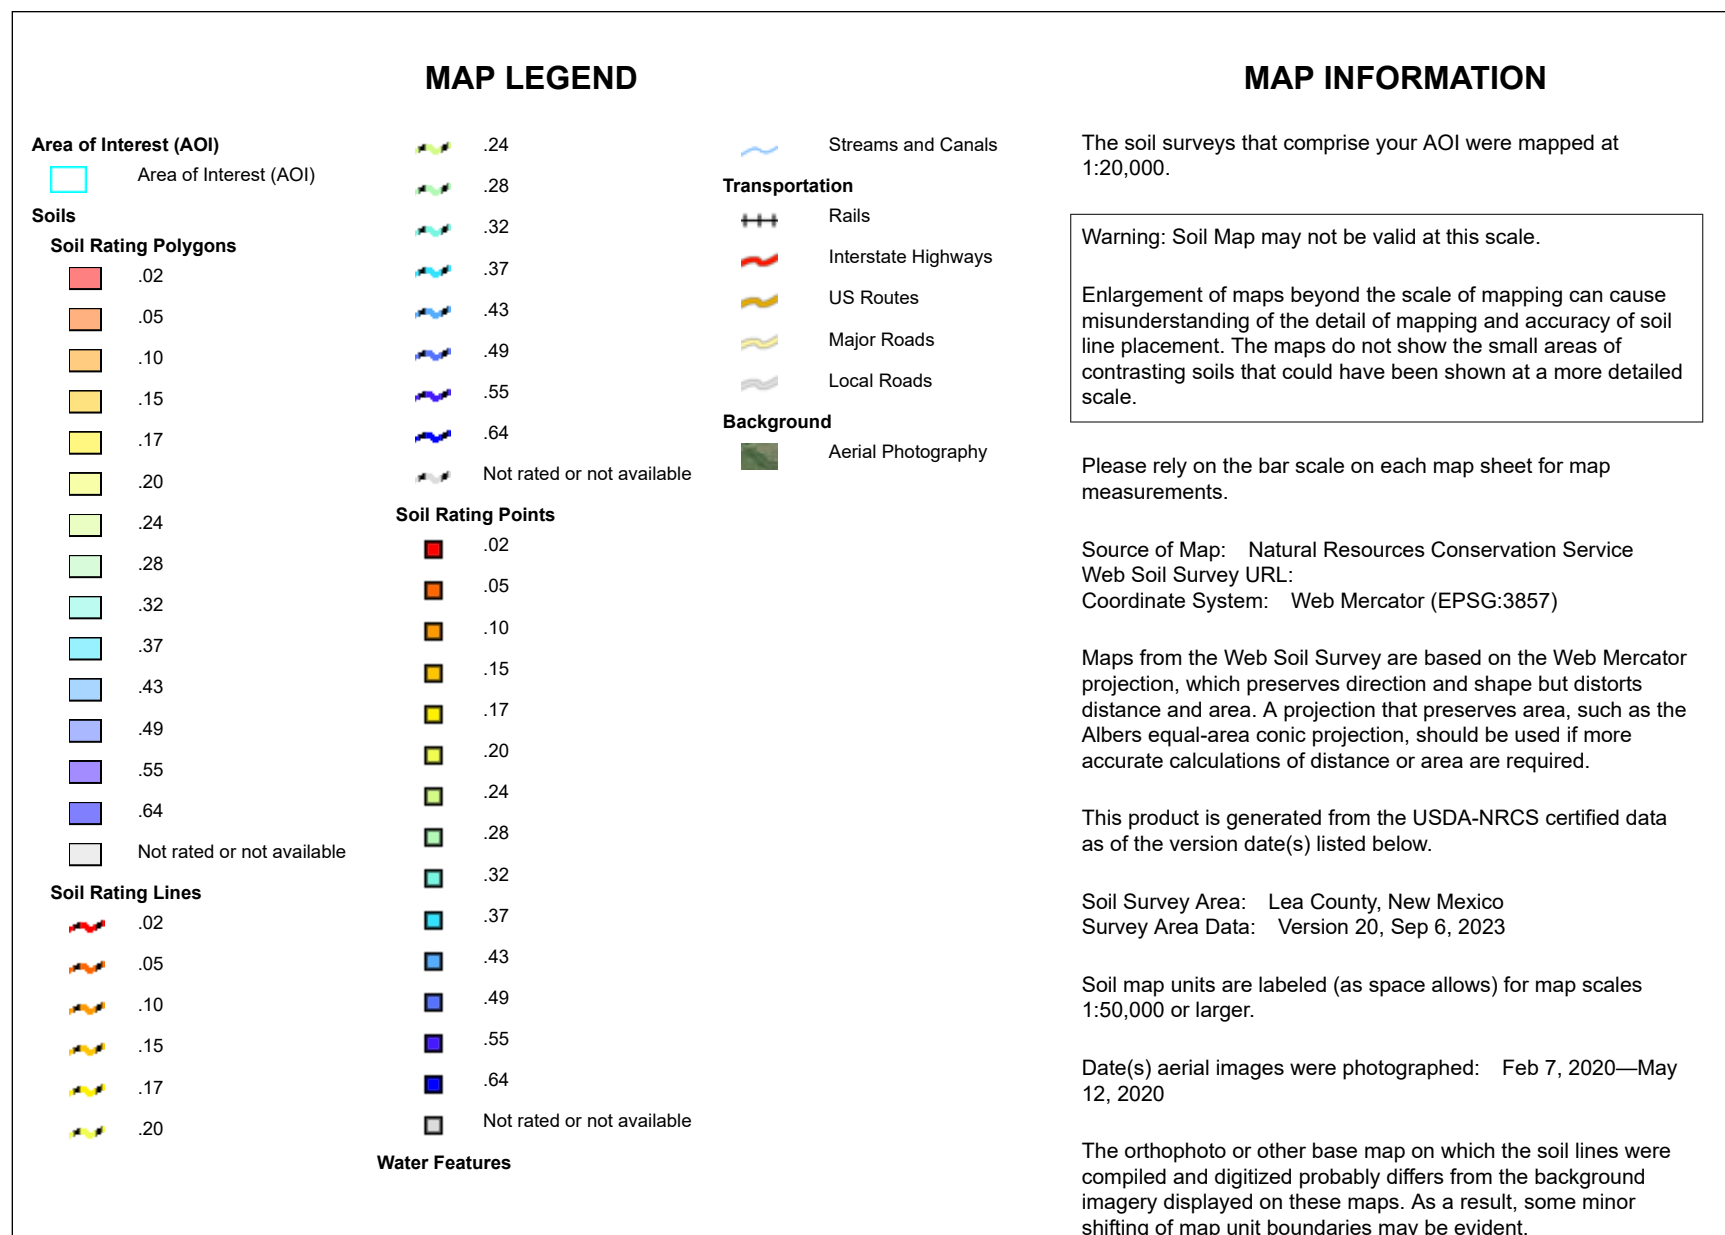 MAP LEGEND
Area of Interest (AOI)
Area of Interest (AOI)
Soils
Soil Rating Polygons
.02
.05
.10
.15
.17
.20
.24
.28
.32
.37
.43
.49
.55
.64
Not rated or not available
Soil Rating Lines
.02
.05
.10
.15
.17
.20
.24
.28
.32
.37
.43
.49
.55
.64
Not rated or not available
Soil Rating Points
.02
.05
.10
.15
.17
.20
.24
.28
.32
.37
.43
.49
.55
.64
Not rated or not available
Water Features
Streams and Canals
Transportation
Rails
Interstate Highways
US Routes
Major Roads
Local Roads
Background
Aerial Photography
MAP INFORMATION
The soil surveys that comprise your AOI were mapped at
1:20,000.
Warning: Soil Map may not be valid at this scale.
Enlargement of maps beyond the scale of mapping can cause
misunderstanding of the detail of mapping and accuracy of soil
line placement. The maps do not show the small areas of
contrasting soils that could have been shown at a more detailed
scale.
Please rely on the bar scale on each map sheet for map
measurements.
Source of Map: Natural Resources Conservation Service
Web Soil Survey URL:
Coordinate System: Web Mercator (EPSG:3857)
Maps from the Web Soil Survey are based on the Web Mercator
projection, which preserves direction and shape but distorts
distance and area. A projection that preserves area, such as the
Albers equal-area conic projection, should be used if more
accurate calculations of distance or area are required.
This product is generated from the USDA-NRCS certified data
as of the version date(s) listed below.
Soil Survey Area: Lea County, New Mexico
Survey Area Data: Version 20, Sep 6, 2023
Soil map units are labeled (as space allows) for map scales
1:50,000 or larger.
Date(s) aerial images were photographed: Feb 7, 2020—May
12, 2020
The orthophoto or other base map on which the soil lines were
compiled and digitized probably differs from the background
imagery displayed on these maps. As a result, some minor
shifting of map unit boundaries may be evident.